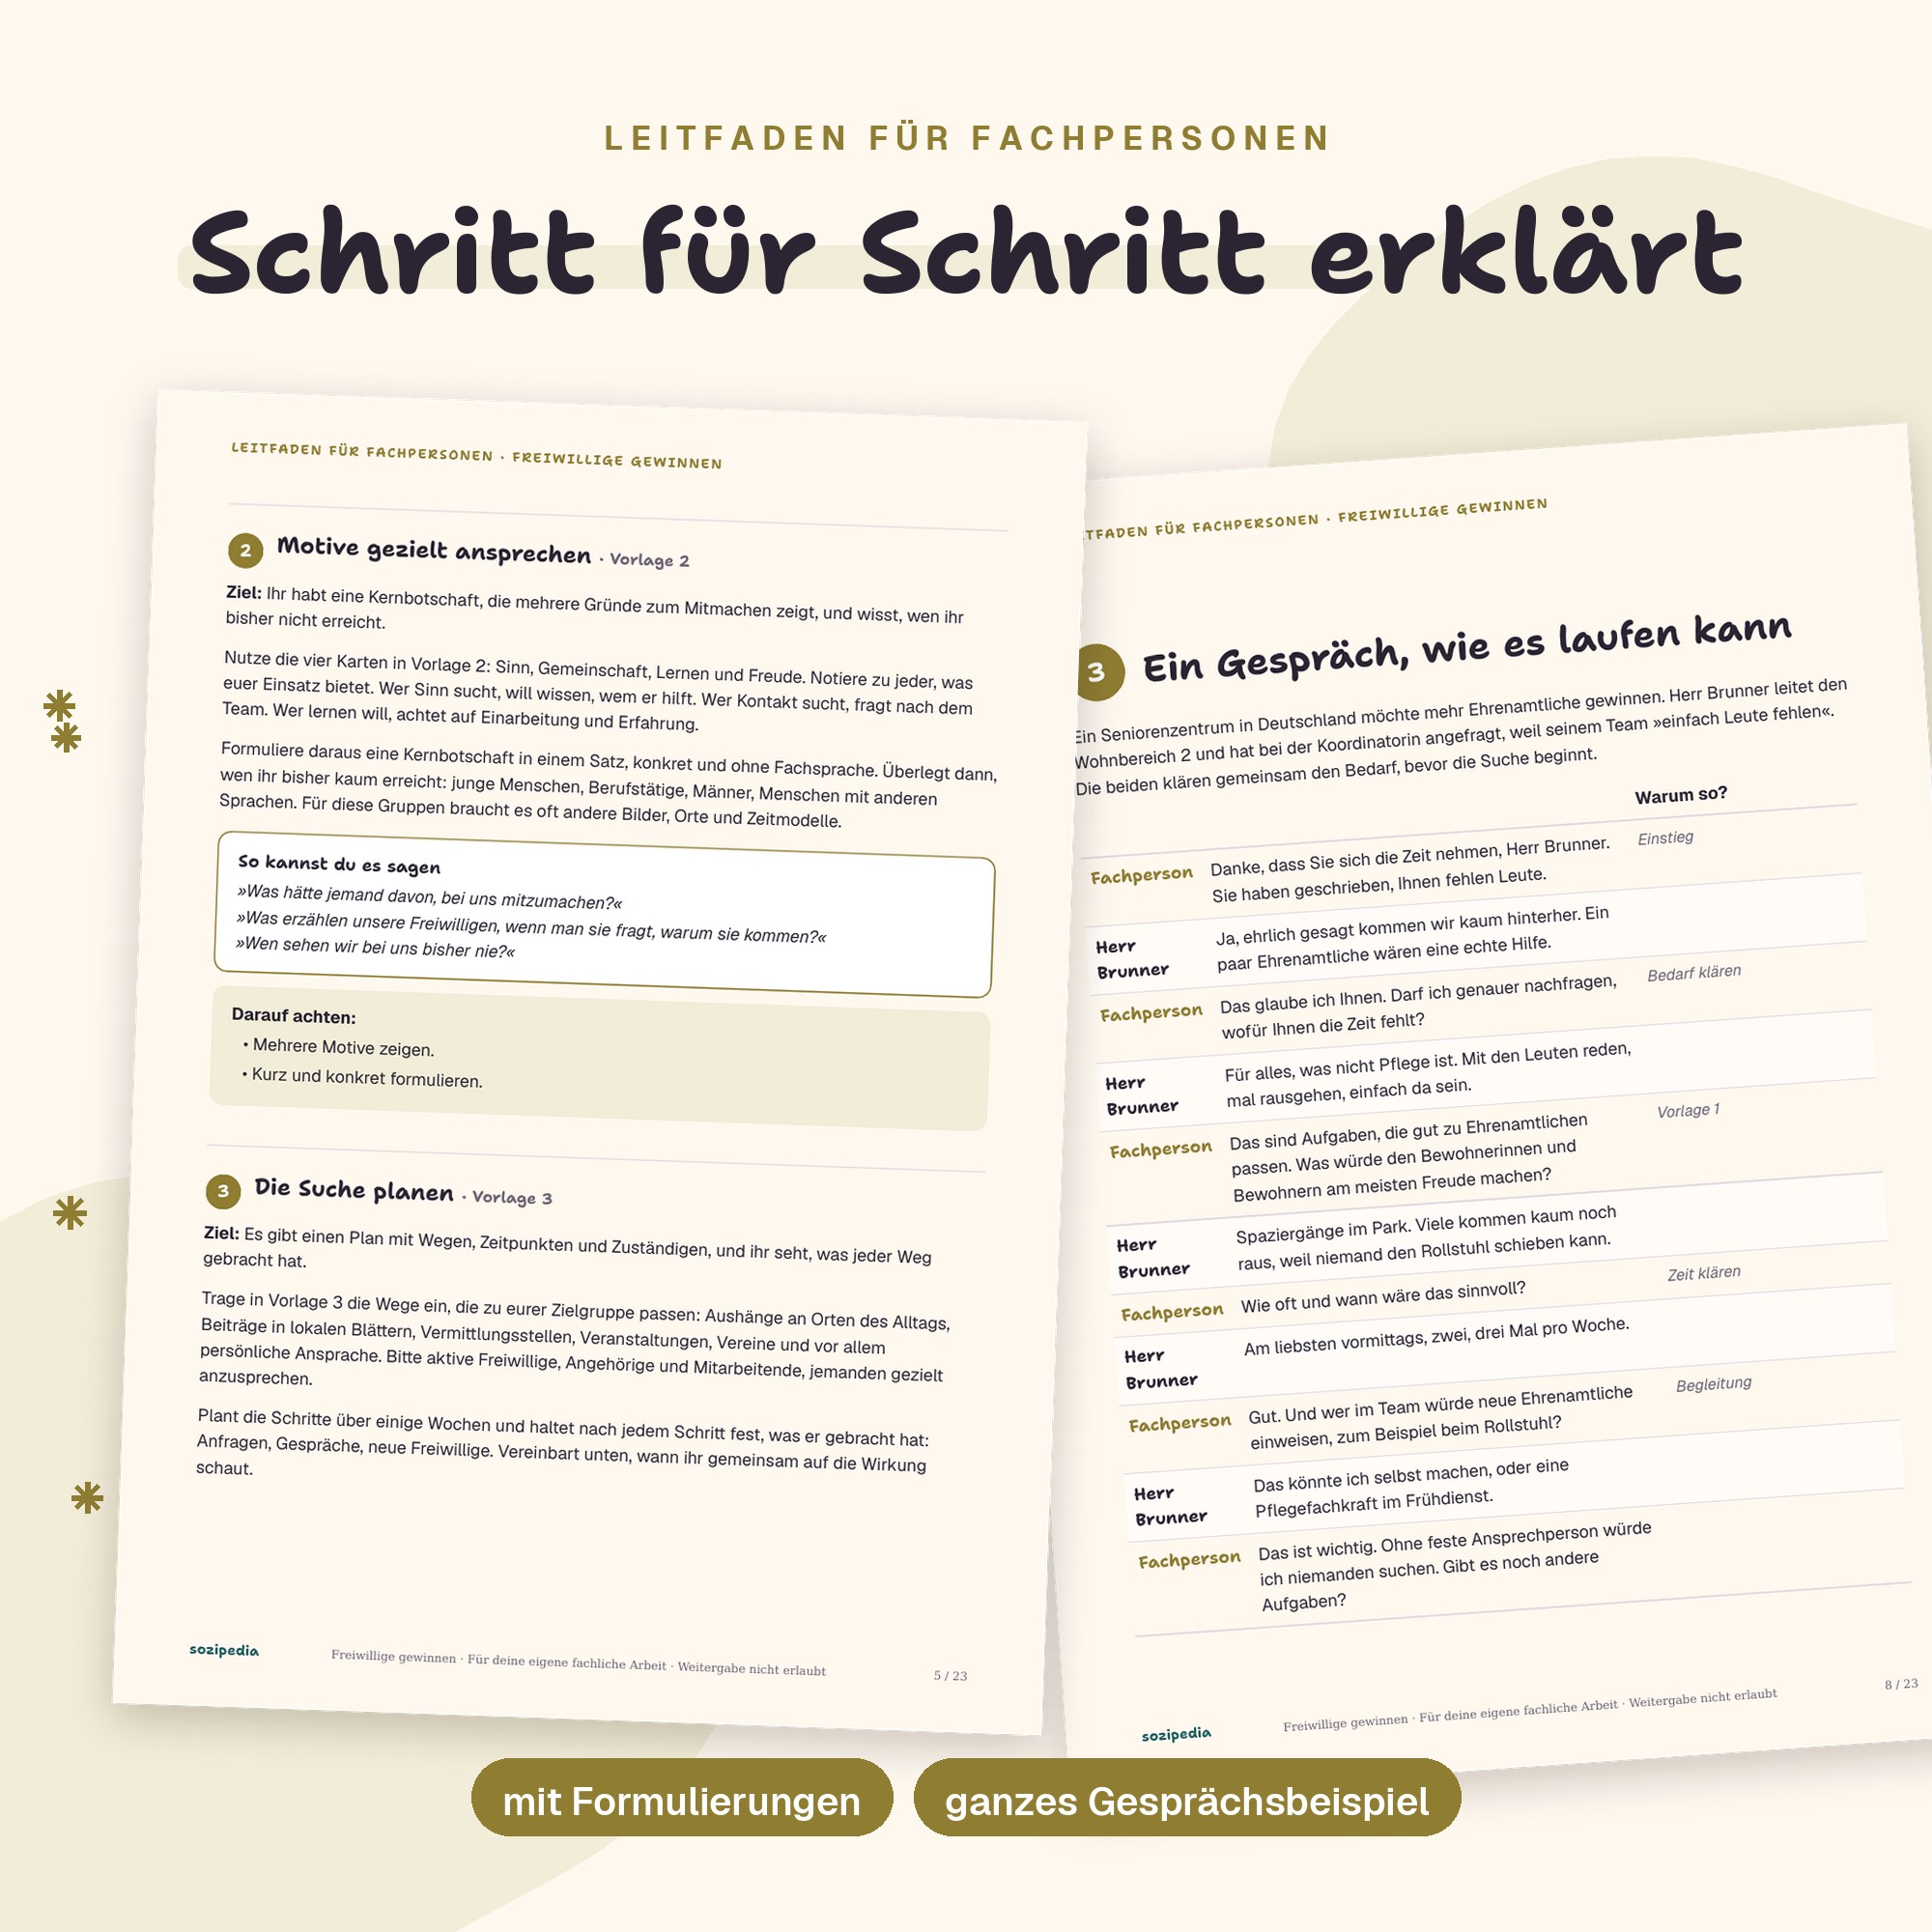 LEITFADEN FÜR FACHPERSONEN
Schritt für Schritt erklärt
LEITFADEN FÜR FACHPERSONEN · FREIWILLIGE GEWINNEN
2 Motive gezielt ansprechen · Vorlage 2
Ziel: Ihr habt eine Kernbotschaft, die mehrere Gründe zum Mitmachen zeigt, und wisst, wen ihr
bisher nicht erreicht.
Nutze die vier Karten in Vorlage 2: Sinn, Gemeinschaft, Lernen und Freude. Notiere zu jeder, was
euer Einsatz bietet. Wer Sinn sucht, will wissen, wem er hilft. Wer Kontakt sucht, fragt nach dem
Team. Wer lernen will, achtet auf Einarbeitung und Erfahrung.
Formuliere daraus eine Kernbotschaft in einem Satz, konkret und ohne Fachsprache. Überlegt dann,
wen ihr bisher kaum erreicht: junge Menschen, Berufstätige, Männer, Menschen mit anderen
Sprachen. Für diese Gruppen braucht es oft andere Bilder, Orte und Zeitmodelle.
So kannst du es sagen
»Was hätte jemand davon, bei uns mitzumachen?«
»Was erzählen unsere Freiwilligen, wenn man sie fragt, warum sie kommen?«
»Wen sehen wir bei uns bisher nie?«
Darauf achten:
• Mehrere Motive zeigen.
• Kurz und konkret formulieren.
3 Die Suche planen · Vorlage 3
Ziel: Es gibt einen Plan mit Wegen, Zeitpunkten und Zuständigen, und ihr seht, was jeder Weg
gebracht hat.
Trage in Vorlage 3 die Wege ein, die zu eurer Zielgruppe passen: Aushänge an Orten des Alltags,
Beiträge in lokalen Blättern, Vermittlungsstellen, Veranstaltungen, Vereine und vor allem
persönliche Ansprache. Bitte aktive Freiwillige, Angehörige und Mitarbeitende, jemanden gezielt
anzusprechen.
Plant die Schritte über einige Wochen und haltet nach jedem Schritt fest, was er gebracht hat:
Anfragen, Gespräche, neue Freiwillige. Vereinbart unten, wann ihr gemeinsam auf die Wirkung
schaut.
sozipedia Freiwillige gewinnen · Für deine eigene fachliche Arbeit · Weitergabe nicht erlaubt 5 / 23
TFADEN FÜR FACHPERSONEN · FREIWILLIGE GEWINNEN
3 Ein Gespräch, wie es laufen kann
Ein Seniorenzentrum in Deutschland möchte mehr Ehrenamtliche gewinnen. Herr Brunner leitet den
Wohnbereich 2 und hat bei der Koordinatorin angefragt, weil seinem Team »einfach Leute fehlen«.
Die beiden klären gemeinsam den Bedarf, bevor die Suche beginnt.
Warum so?
Fachperson Danke, dass Sie sich die Zeit nehmen, Herr Brunner. Einstieg
Sie haben geschrieben, Ihnen fehlen Leute.
Herr Ja, ehrlich gesagt kommen wir kaum hinterher. Ein
Brunner paar Ehrenamtliche wären eine echte Hilfe.
Fachperson Das glaube ich Ihnen. Darf ich genauer nachfragen, Bedarf klären
wofür Ihnen die Zeit fehlt?
Herr Für alles, was nicht Pflege ist. Mit den Leuten reden,
Brunner mal rausgehen, einfach da sein.
Fachperson Das sind Aufgaben, die gut zu Ehrenamtlichen Vorlage 1
passen. Was würde den Bewohnerinnen und
Bewohnern am meisten Freude machen?
Herr Spaziergänge im Park. Viele kommen kaum noch
Brunner raus, weil niemand den Rollstuhl schieben kann.
Fachperson Wie oft und wann wäre das sinnvoll? Zeit klären
Herr Am liebsten vormittags, zwei, drei Mal pro Woche.
Brunner
Fachperson Gut. Und wer im Team würde neue Ehrenamtliche Begleitung
einweisen, zum Beispiel beim Rollstuhl?
Herr Das könnte ich selbst machen, oder eine
Brunner Pflegefachkraft im Frühdienst.
Fachperson Das ist wichtig. Ohne feste Ansprechperson würde
ich niemanden suchen. Gibt es noch andere
Aufgaben?
sozipedia Freiwillige gewinnen · Für deine eigene fachliche Arbeit · Weitergabe nicht erlaubt 8 / 23
mit Formulierungen
ganzes Gesprächsbeispiel